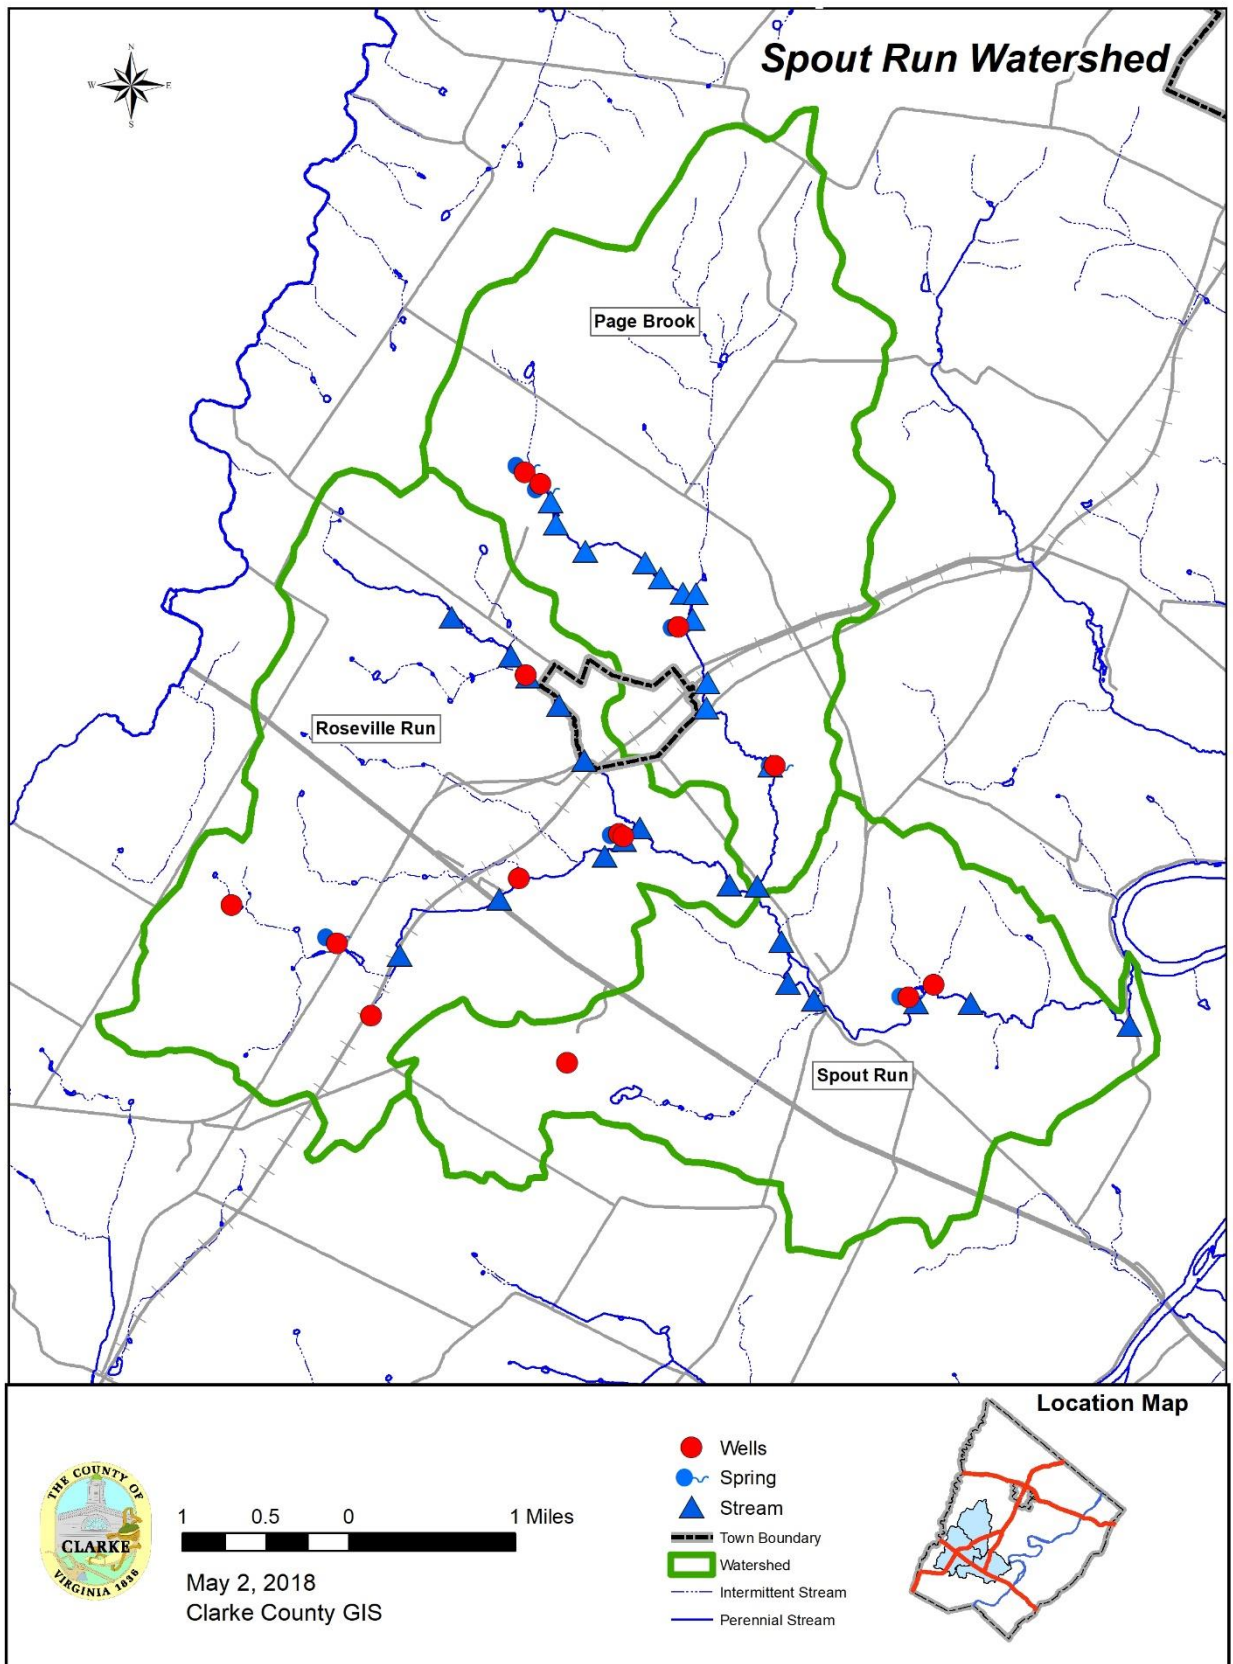 Spout Run Watershed
N
W E
S
Page Brook
Roseville Run
Spout Run
Location Map
THE COUNTY OF
CLARKE
VIRGINIA 1836
1 0.5 0 1 Miles
May 2, 2018
Clarke County GIS
Wells
Spring
Stream
Town Boundary
Watershed
Intermittent Stream
Perennial Stream